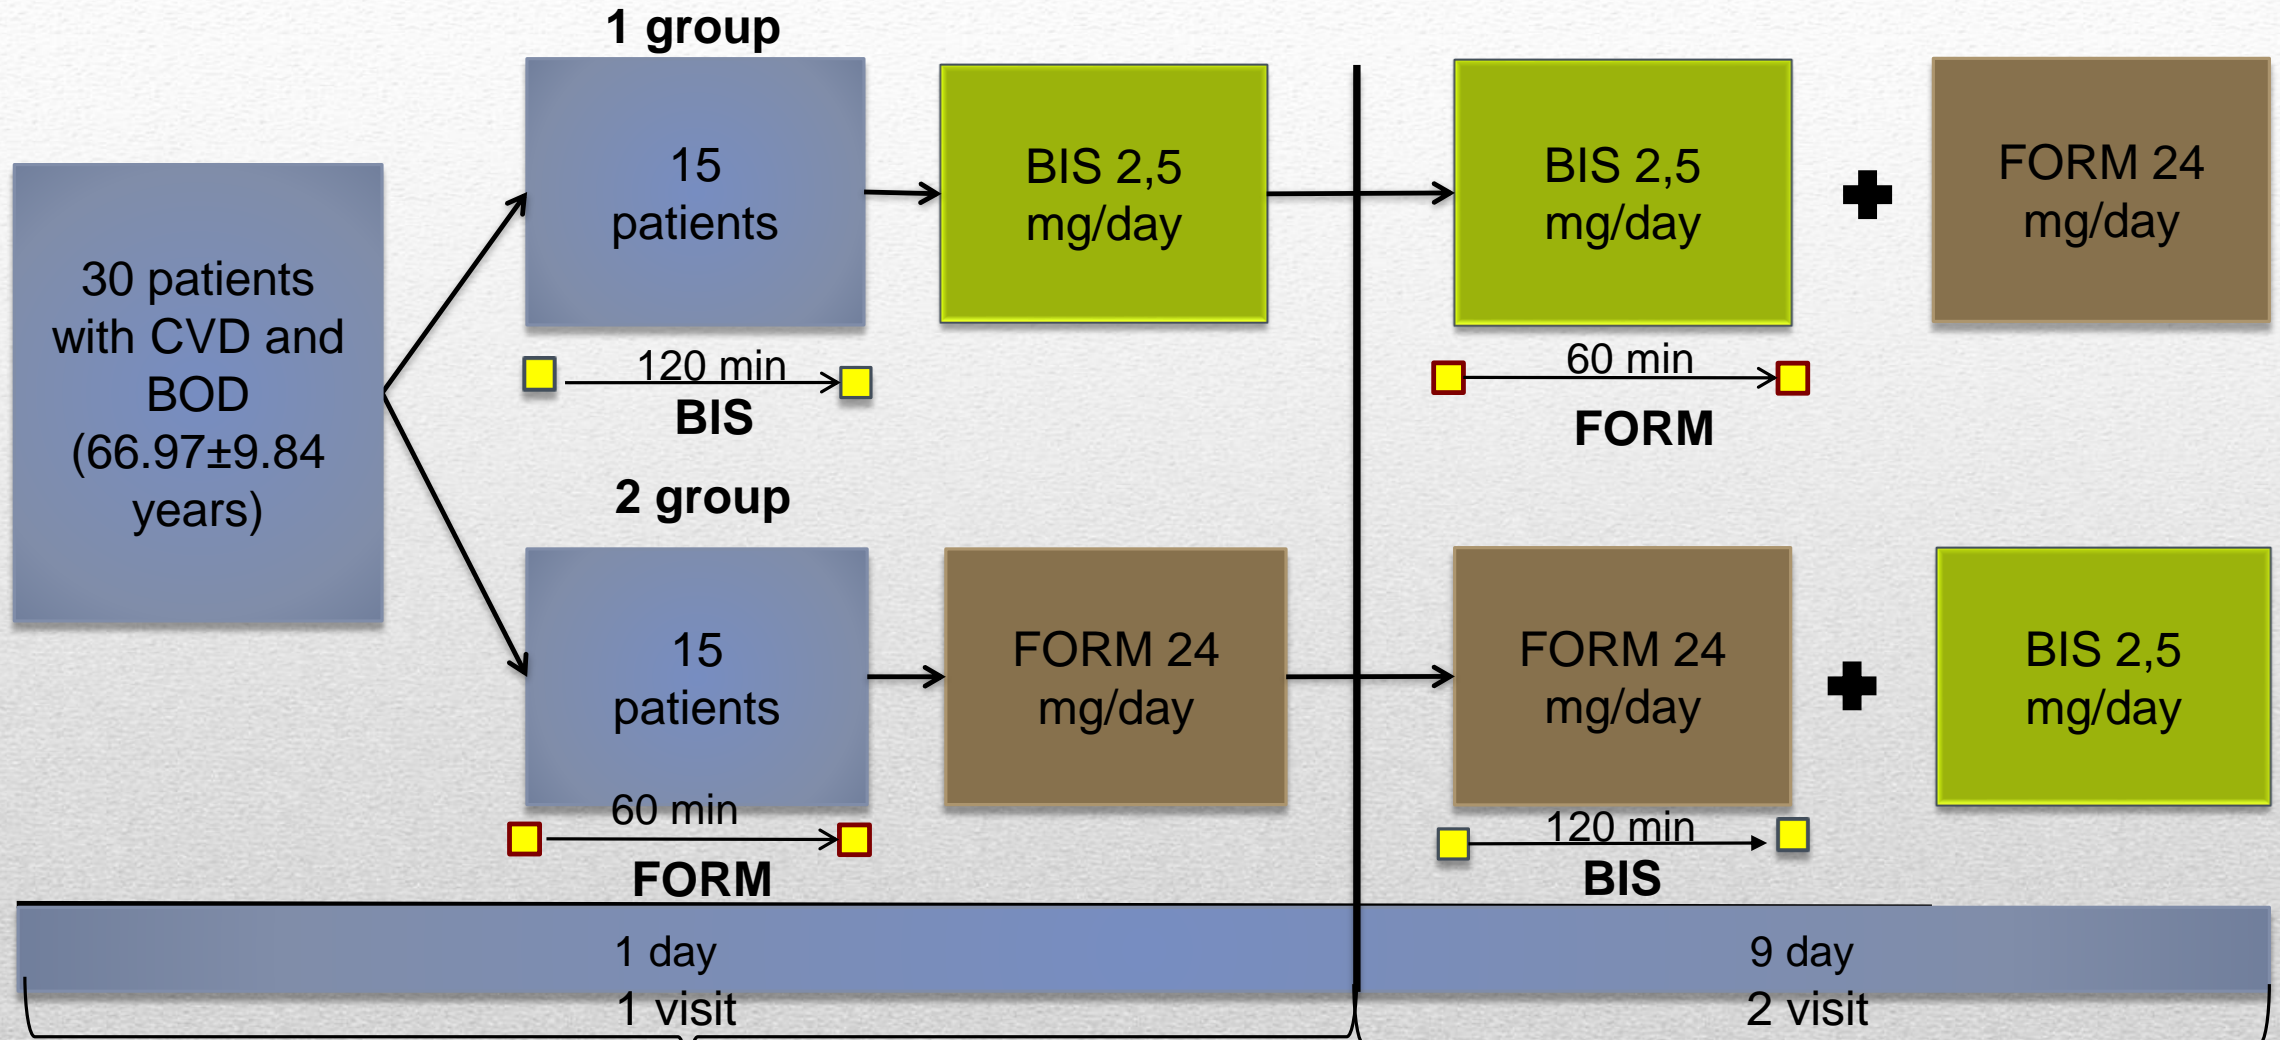 1 group
30 patients
with CVD and
BOD
(66.97±9.84
years)
15
patients
BIS 2,5
mg/day
BIS 2,5
mg/day
FORM 24
mg/day
120 min
BIS
60 min
FORM
2 group
15
patients
FORM 24
mg/day
FORM 24
mg/day
BIS 2,5
mg/day
60 min
FORM
120 min
BIS
1 day
1 visit
9 day
2 visit